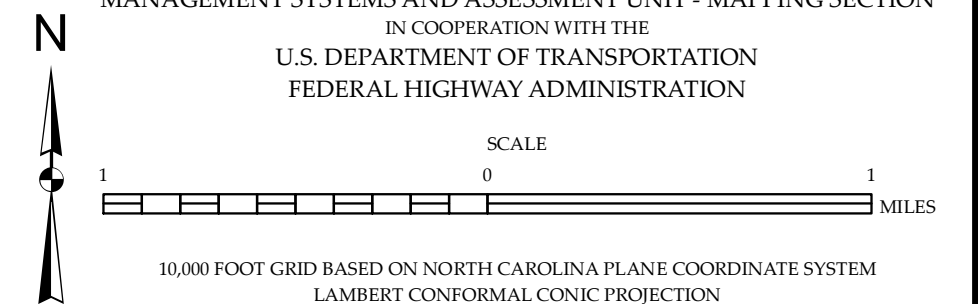 MANAGEMENT SYSTEMS AND ASSESSMENT UNIT - MAPPING SECTION
N
IN COOPERATION WITH THE
U.S. DEPARTMENT OF TRANSPORTATION
FEDERAL HIGHWAY ADMINISTRATION
SCALE
1 0 1
MILES
10,000 FOOT GRID BASED ON NORTH CAROLINA PLANE COORDINATE SYSTEM
LAMBERT CONFORMAL CONIC PROJECTION